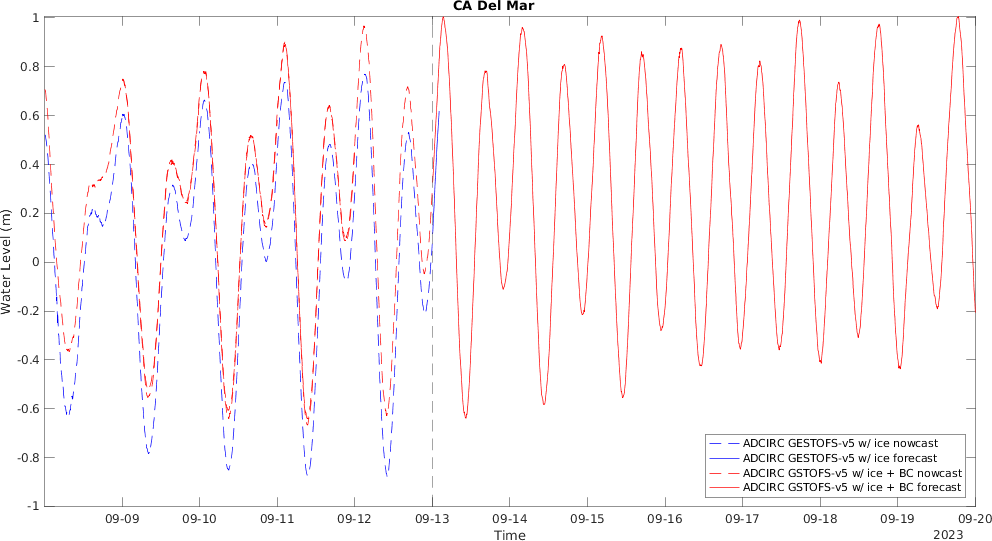 CA Del Mar
1
0.8
0.6
0.4
0.2
0
-0.2
-0.4
-0.6
-0.8
-1
Water Level (m)
09-09 09-10 09-11 09-12 09-13 09-14 09-15 09-16 09-17 09-18 09-19 09-20
Time
2023
ADCIRC GESTOFS-v5 w/ ice nowcast
ADCIRC GESTOFS-v5 w/ ice forecast
ADCIRC GSTOFS-v5 w/ ice + BC nowcast
ADCIRC GSTOFS-v5 w/ ice + BC forecast